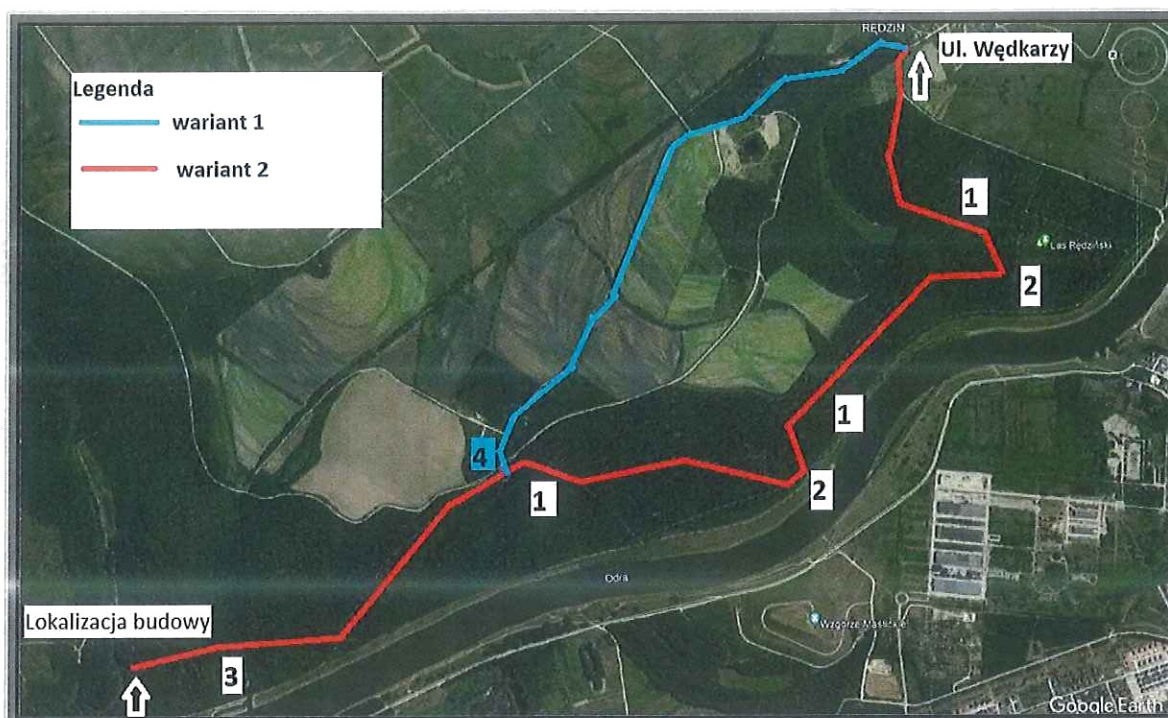 RĘDZIN
Ul. Wędkarzy
Legenda
wariant 1
wariant 2
1
Las Rędziński
2
1
4
1
2
Odra
Wzgórze Maślickie
Lokalizacja budowy
3
Google Earth